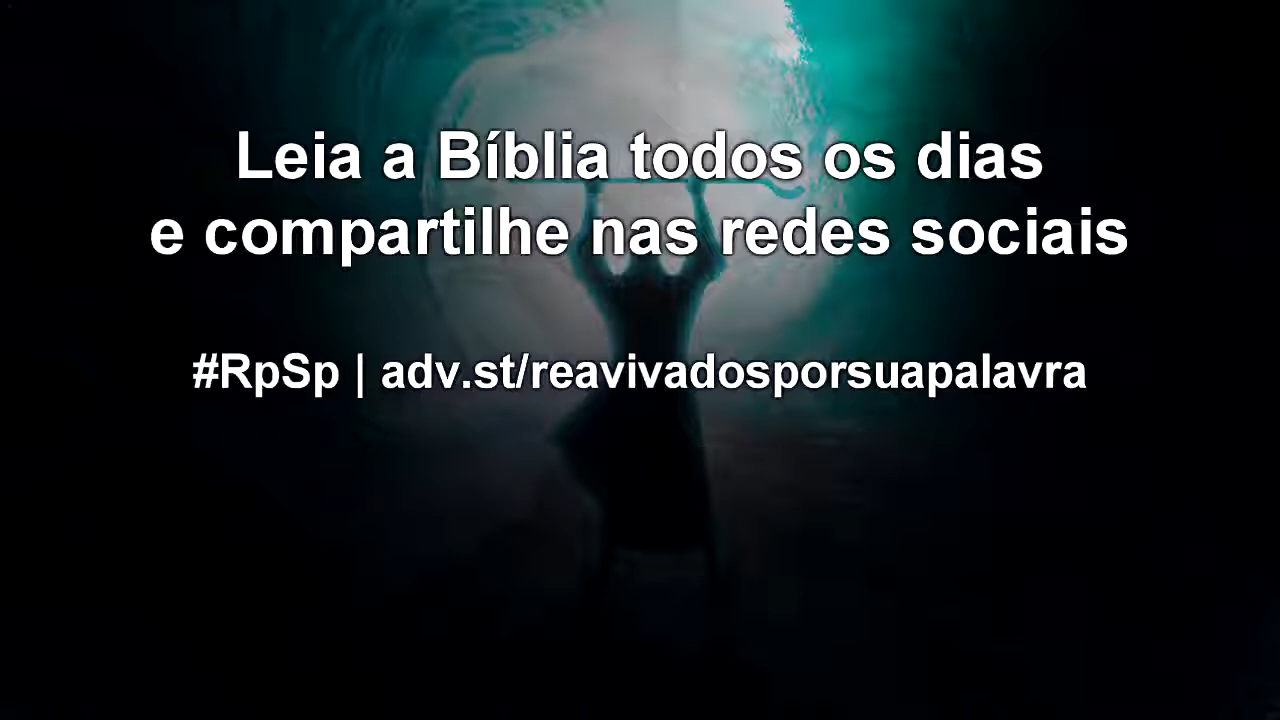 Leia a Bíblia todos os dias
e compartilhe nas redes sociais
#RpSp | adv.st/reavivadosporsuapalavra